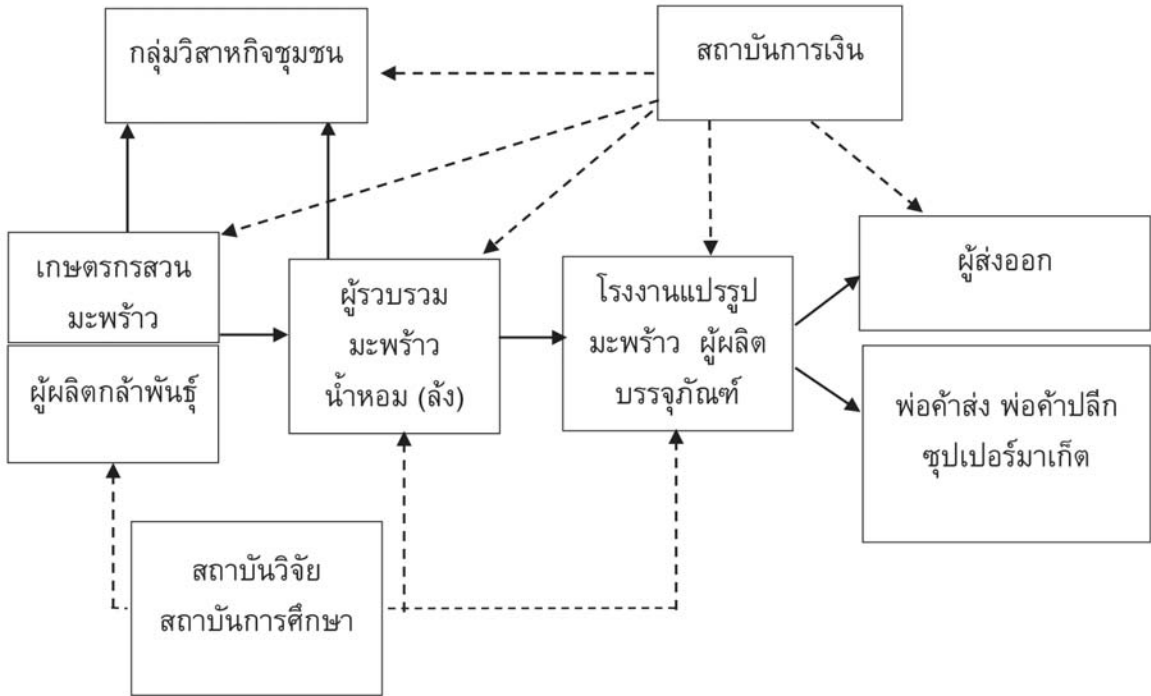 กลุ่มวิสาหกิจชุมชน
สถาบันการเงิน
เกษตรกรสวน
มะพร้าว
ผู้ผลิตกล้าพันธุ์
ผู้รวบรวม
มะพร้าว
น้ำหอม (ล้ง)
โรงงานแปรรูป
มะพร้าว ผู้ผลิต
บรรจุภัณฑ์
ผู้ส่งออก
พ่อค้าส่ง พ่อค้าปลีก
ซุปเปอร์มาเก็ต
สถาบันวิจัย
สถาบันการศึกษา